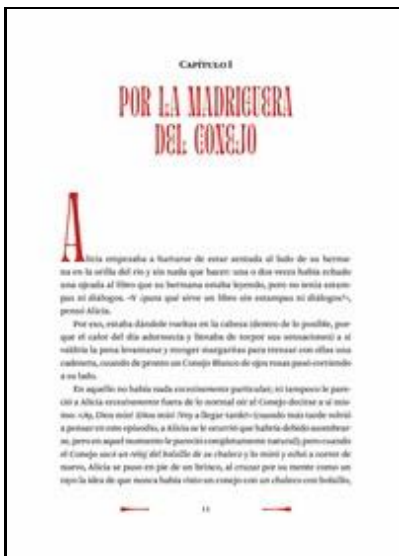 CAPÍTULO I
POR LA MADRIGUERA
DEL CONEJO
Alicia empezaba a hartarse de estar sentada al lado de su herma-
na en la orilla del río y sin nada que hacer: una o dos veces había echado
una ojeada al libro que su hermana estaba leyendo, pero no tenía estam-
pas ni diálogos. «Y ¿para qué sirve un libro sin estampas ni diálogos?»,
pensó Alicia.
Por eso, estaba dándole vueltas en la cabeza (dentro de lo posible, por-
que el calor del día adormecía y llenaba de torpor sus sensaciones) a si
valdría la pena levantarse y recoger margaritas para trenzar con ellas una
cadeneta, cuando de pronto un Conejo Blanco de ojos rosas pasó corriendo
a su lado.
En aquello no había nada excesivamente particular; ni tampoco le pare-
ció a Alicia excesivamente fuera de lo normal oír al Conejo decirse a sí mis-
mo: «¡Ay, Dios mío! ¡Dios mío! ¡Voy a llegar tarde!» (cuando más tarde volvió
a pensar en este episodio, a Alicia se le ocurrió que habría debido asombrar-
se, pero en aquel momento le pareció completamente natural); pero cuando
el Conejo sacó un reloj del bolsillo de su chaleco y lo miró y echó a correr de
nuevo, Alicia se puso en pie de un brinco, al cruzar por su mente como un
rayo la idea de que nunca había visto un conejo con un chaleco con bolsillo,